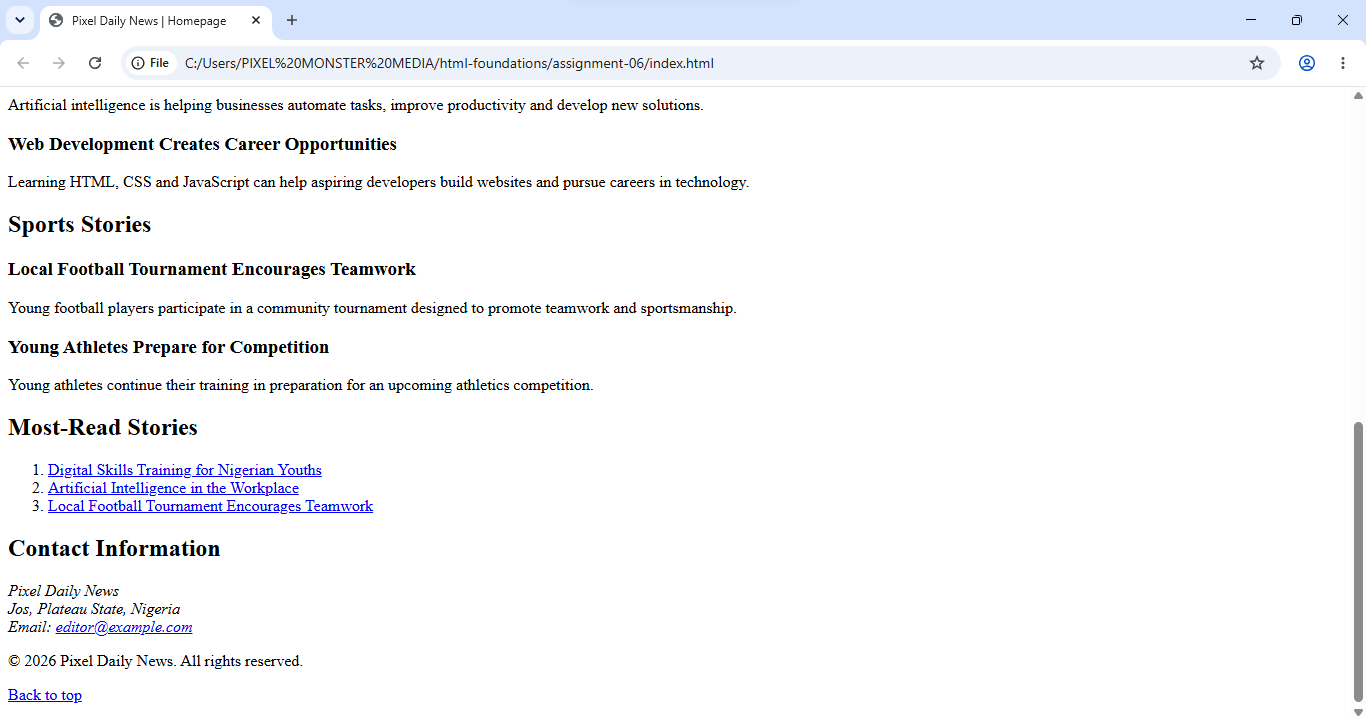 Pixel Daily News | Homepage
File C:/Users/PIXEL%20MONSTER%20MEDIA/html-foundations/assignment-06/index.html
Artificial intelligence is helping businesses automate tasks, improve productivity and develop new solutions.
Web Development Creates Career Opportunities
Learning HTML, CSS and JavaScript can help aspiring developers build websites and pursue careers in technology.
Sports Stories
Local Football Tournament Encourages Teamwork
Young football players participate in a community tournament designed to promote teamwork and sportsmanship.
Young Athletes Prepare for Competition
Young athletes continue their training in preparation for an upcoming athletics competition.
Most-Read Stories
1. Digital Skills Training for Nigerian Youths
2. Artificial Intelligence in the Workplace
3. Local Football Tournament Encourages Teamwork
Contact Information
Pixel Daily News
Jos, Plateau State, Nigeria
Email: editor@example.com
© 2026 Pixel Daily News. All rights reserved.
Back to top